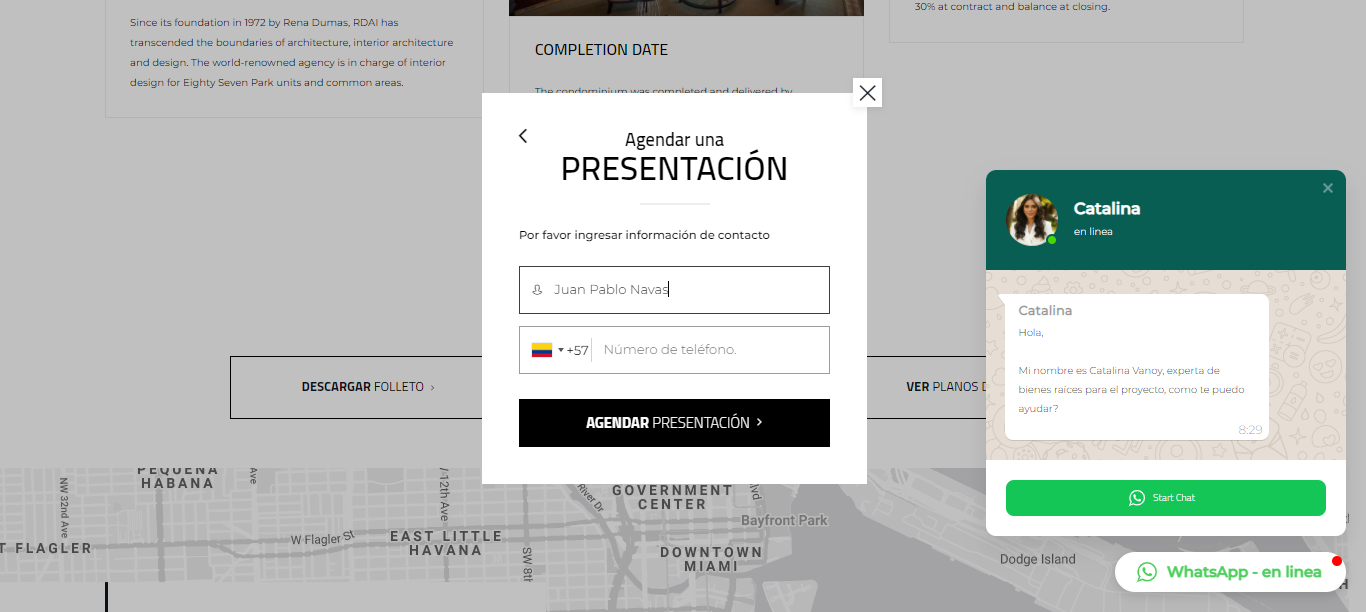 Since its foundation in 1972 by Rena Dumas, RDAI has
transcended the boundaries of architecture, interior architecture
and design. The world-renowned agency is in charge of interior
design for Eighty Seven Park units and common areas.
COMPLETION DATE
The condominium was completed and delivered by
30% at contract and balance at closing.
Agendar una
PRESENTACIÓN
Por favor ingresar información de contacto
Juan Pablo Navas
+57 Número de teléfono.
AGENDAR PRESENTACIÓN
DESCARGAR FOLLETO
VER PLANOS D
Catalina
en linea
Catalina
Hola,
Mi nombre es Catalina Vanoy, experta de
bienes raíces para el proyecto, como te puedo
ayudar?
8:29
Start Chat
WhatsApp - en linea
PEQUENA
HABANA
NW 32nd Ave
Ave
12th Ave
River Dr
GOVERNMENT
CENTER
Blvd
Bayfront Park
T FLAGLER
W Flagler St
EAST LITTLE
HAVANA
SW 8th
DOWNTOWN
MIAMI
Dodge Island